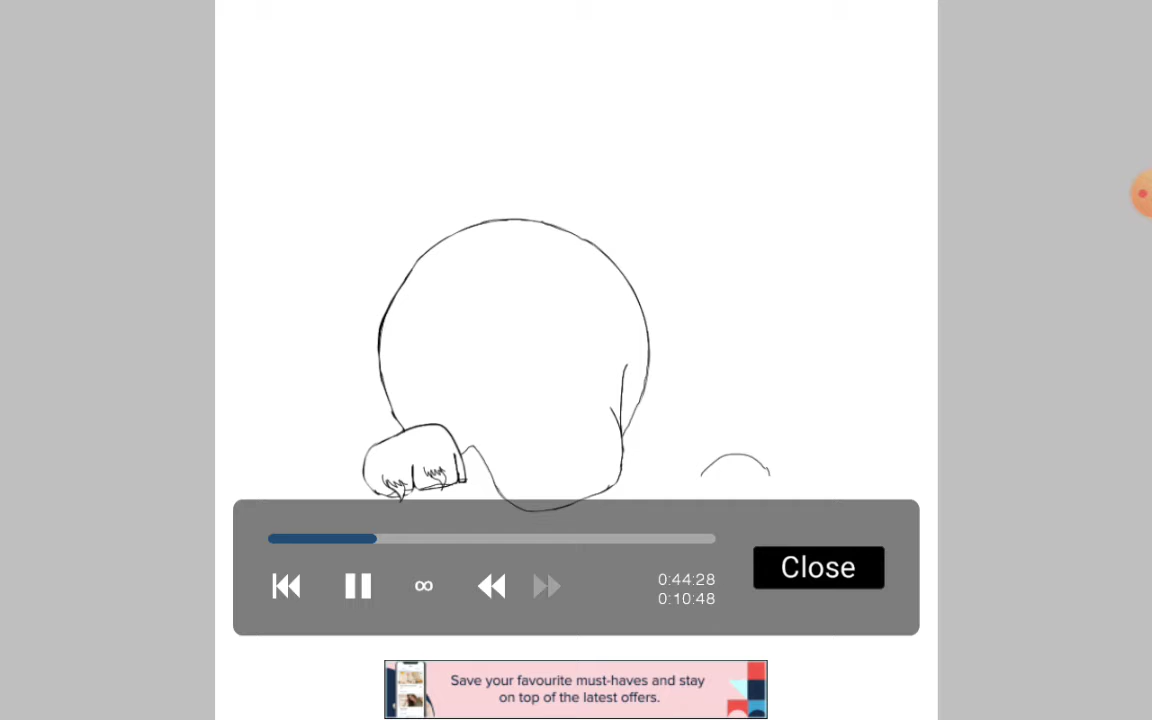 0:44:28
0:10:48
Close
Save your favourite must-haves and stay
on top of the latest offers.